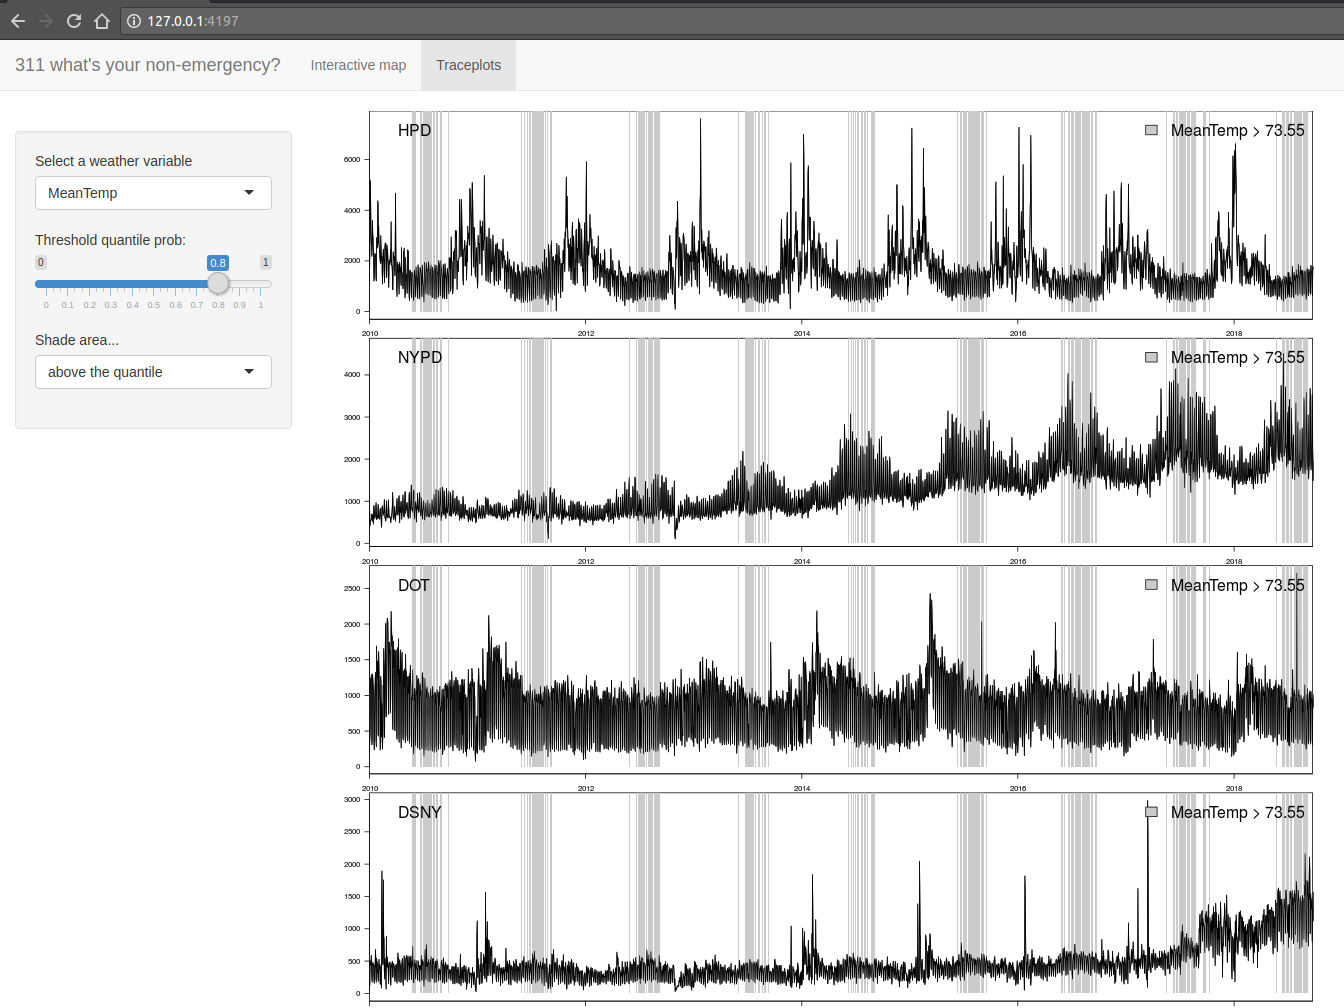 127.0.0.1:4197
311 what's your non-emergency? Interactive map Traceplots
Select a weather variable
MeanTemp
Threshold quantile prob:
0 0.8 1
0 0.1 0.2 0.3 0.4 0.5 0.6 0.7 0.8 0.9 1
Shade area...
above the quantile
HPD MeanTemp > 73.55
6000
4000
2000
0
2010 2012 2014 2016 2018
NYPD MeanTemp > 73.55
4000
3000
2000
1000
0
2010 2012 2014 2016 2018
DOT MeanTemp > 73.55
2500
2000
1500
1000
500
0
2010 2012 2014 2016 2018
3000
DSNY MeanTemp > 73.55
2500
2000
1500
1000
500
0